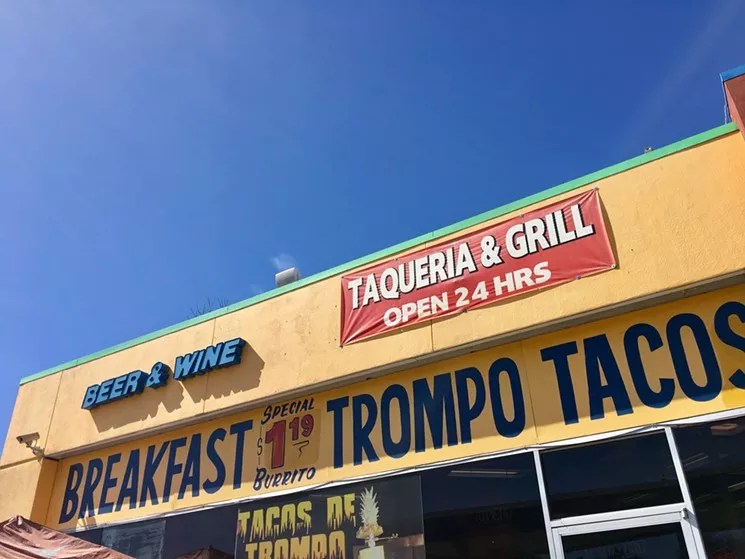 TAQUERIA & GRILL
OPEN 24 HRS
BEER & WINE
BREAKFAST
SPECIAL
$1.19
BURRITO
TROMPO TACOS
TACOS DE
TROMPO